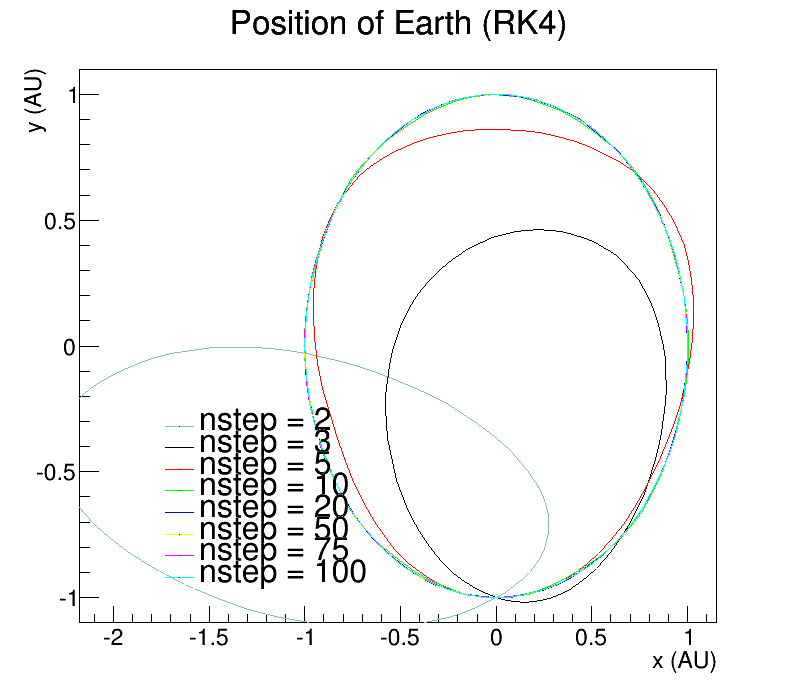 Position of Earth (RK4)
y (AU)
1
0.5
0
-0.5
-1
nstep = 2
nstep = 3
nstep = 5
nstep = 10
nstep = 20
nstep = 50
nstep = 75
nstep = 100
-2 -1.5 -1 -0.5 0 0.5 1
x (AU)